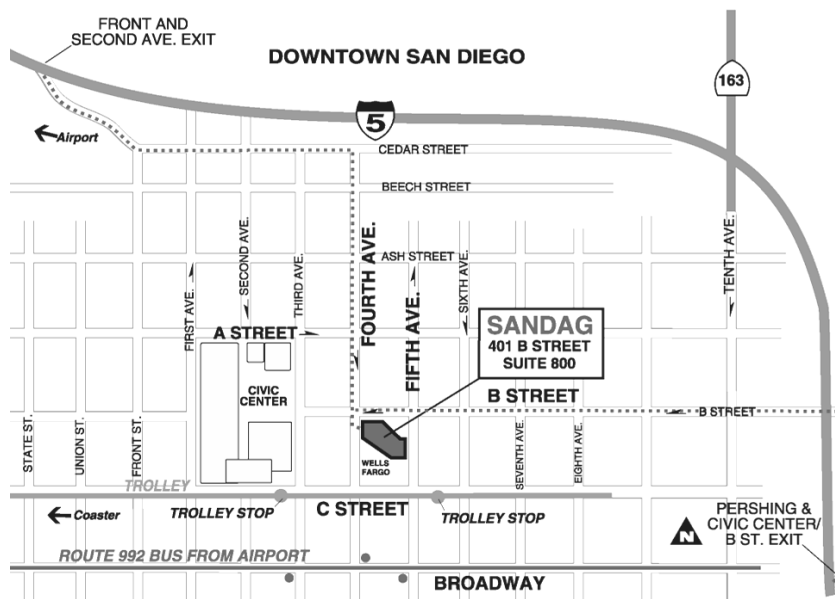 FRONT AND
SECOND AVE. EXIT
DOWNTOWN SAN DIEGO
163
5
Airport
CEDAR STREET
BEECH STREET
ASH STREET
FIRST AVE.
SECOND AVE.
THIRD AVE.
FOURTH AVE.
FIFTH AVE.
SIXTH AVE.
TENTH AVE.
A STREET
SANDAG
401 B STREET
SUITE 800
CIVIC
CENTER
B STREET
B STREET
STATE ST.
UNION ST.
FRONT ST.
WELLS
FARGO
SEVENTH AVE.
EIGHTH AVE.
TROLLEY
Coaster
TROLLEY STOP
C STREET
TROLLEY STOP
PERSHING &
CIVIC CENTER/
B ST. EXIT
N
ROUTE 992 BUS FROM AIRPORT
BROADWAY